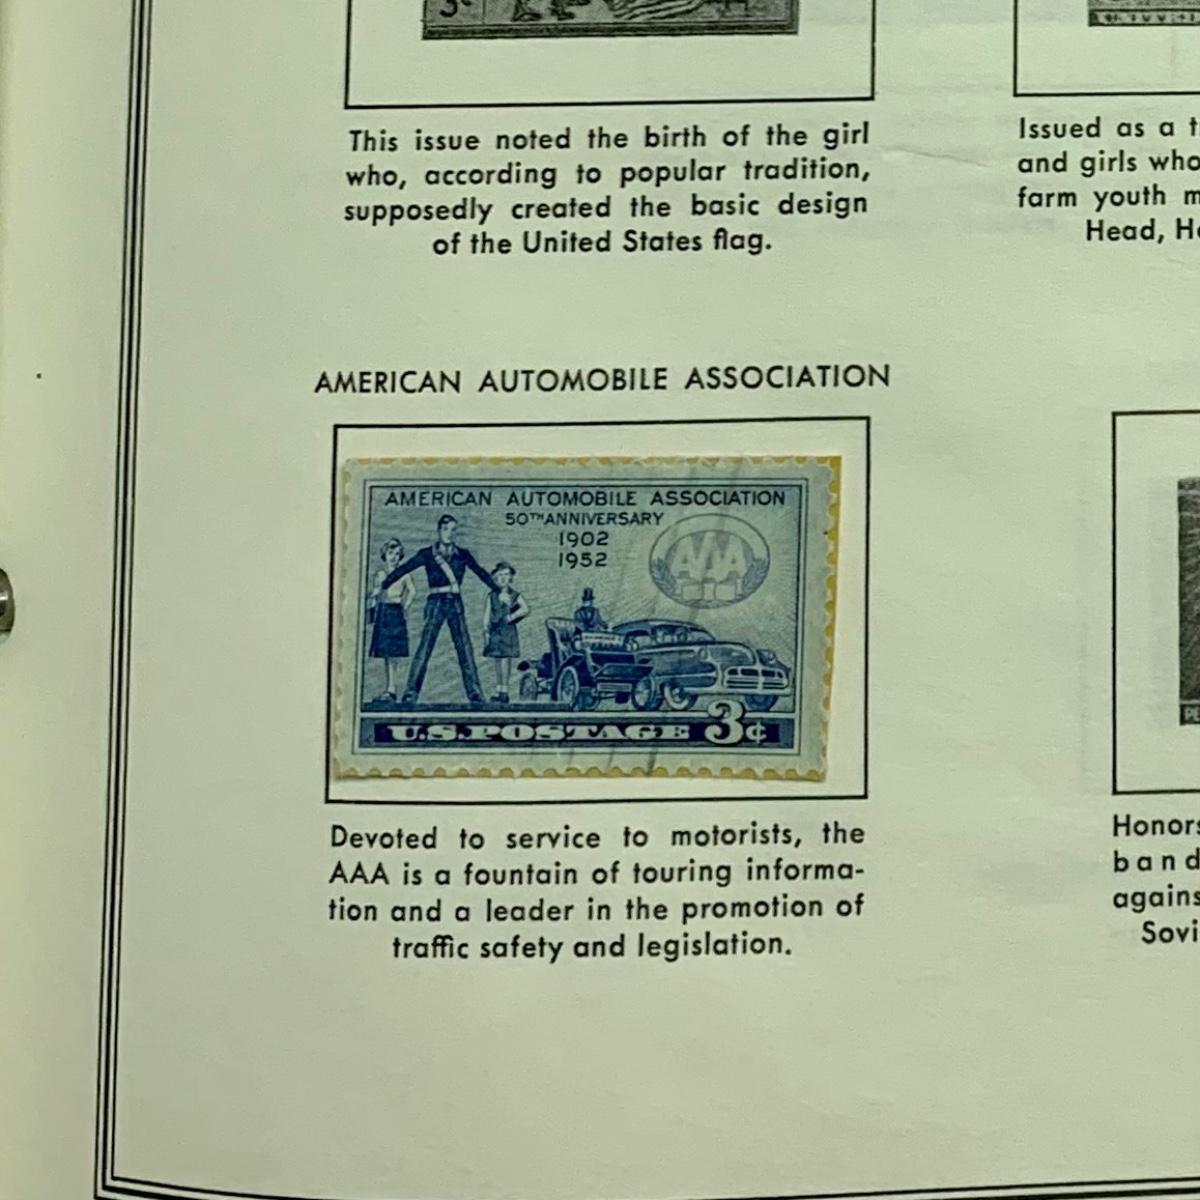 3¢
This issue noted the birth of the girl
who, according to popular tradition,
supposedly created the basic design
of the United States flag.
Issued as a
and girls who
farm youth
Head,
AMERICAN AUTOMOBILE ASSOCIATION
AMERICAN AUTOMOBILE ASSOCIATION
50TH ANNIVERSARY
1902
1952
AAA
U.S. POSTAGE 3¢
Devoted to service to motorists, the
AAA is a fountain of touring informa-
tion and a leader in the promotion of
traffic safety and legislation.
Honors
band
against
Sovi